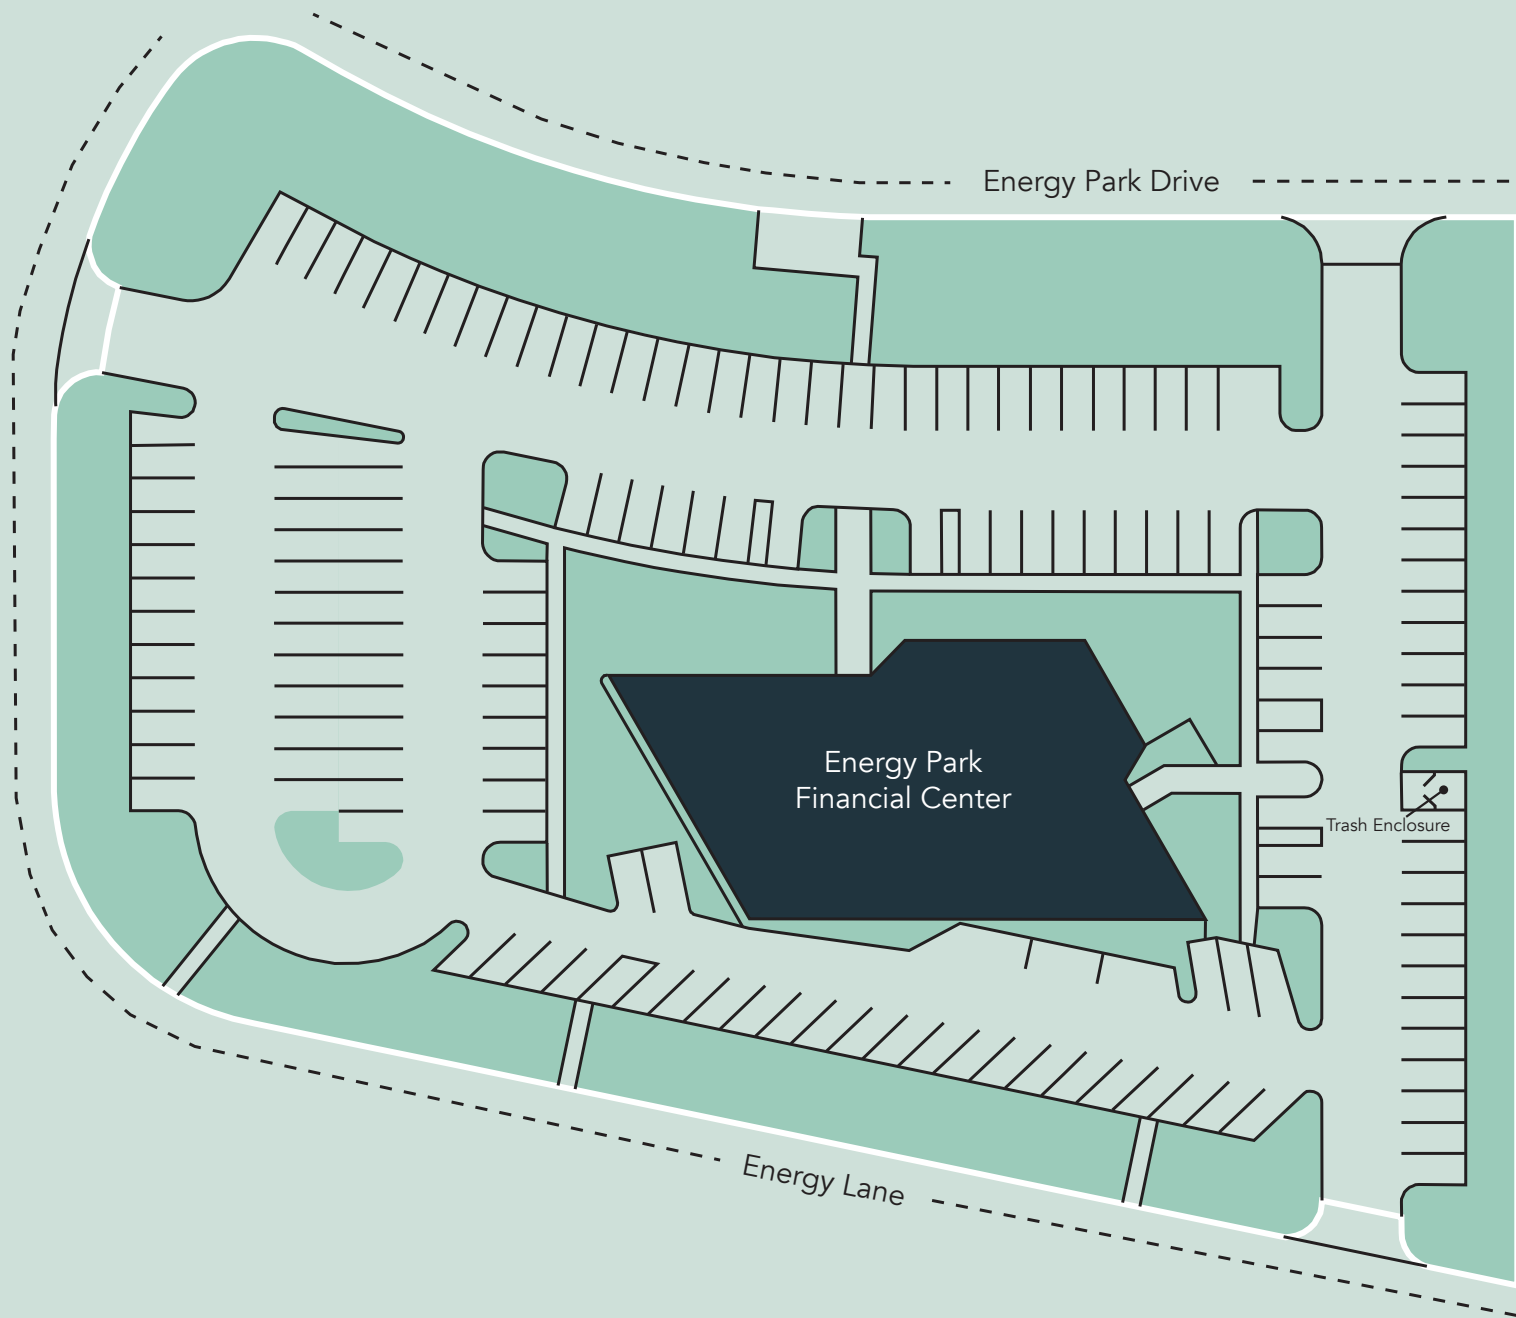 Energy Park Drive
Energy Park
Financial Center
Trash Enclosure
Energy Lane